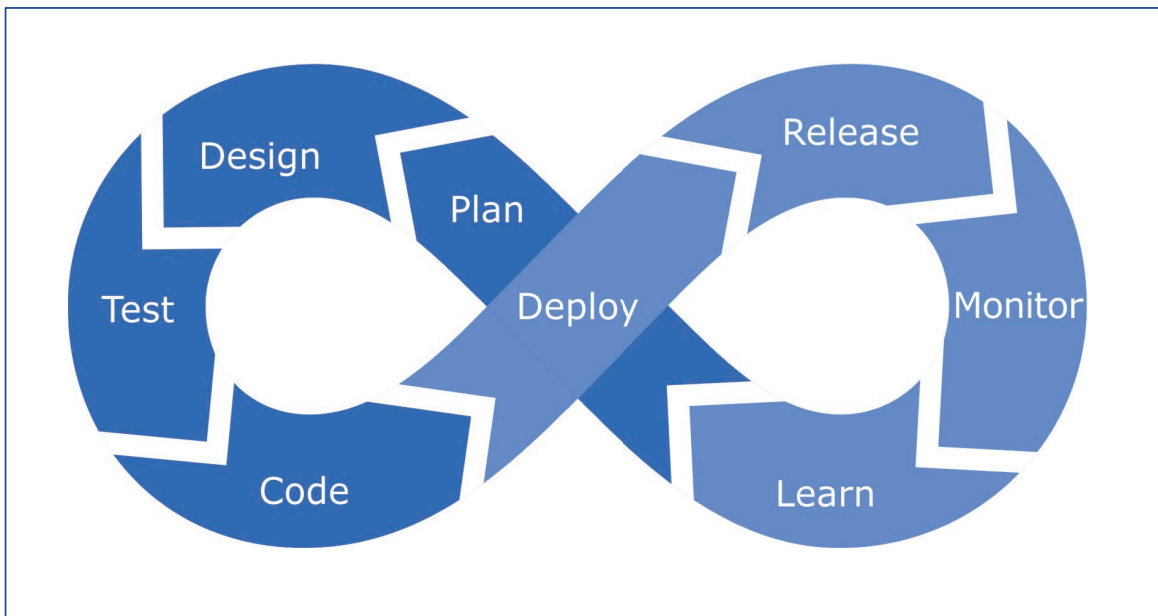 Design
Plan
Release
Test
Deploy
Monitor
Code
Learn